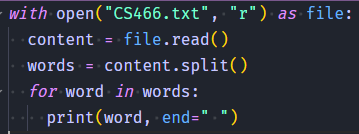 with open("CS466.txt", "r") as file:
  content = file.read()
  words = content.split()
  for word in words:
    print(word, end=" ")